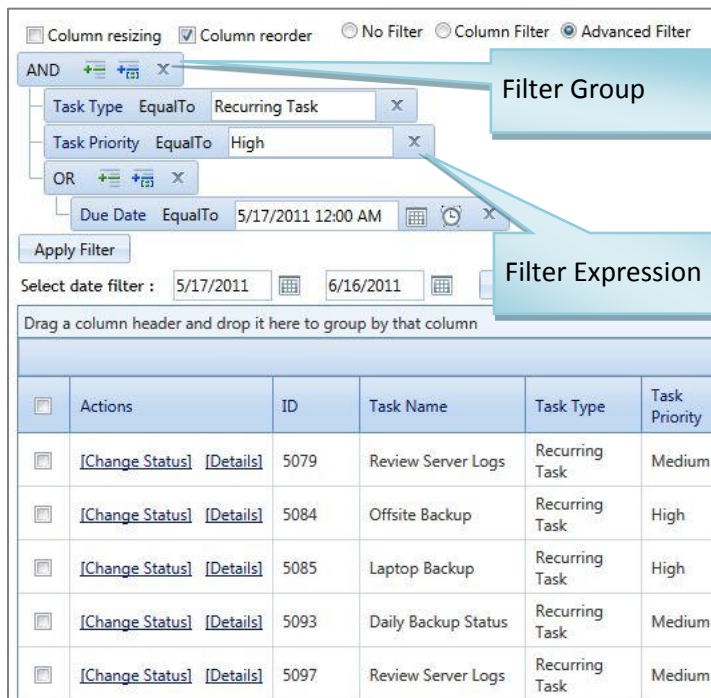 Column resizing Column reorder No Filter Column Filter Advanced Filter
AND
Filter Group
Task Type EqualTo Recurring Task
Task Priority EqualTo High
OR
Due Date EqualTo 5/17/2011 12:00 AM
Apply Filter
Filter Expression
Select date filter : 5/17/2011 6/16/2011
Drag a column header and drop it here to group by that column
Actions ID Task Name Task Type Task Priority
[Change Status] [Details] 5079 Review Server Logs Recurring Task Medium
[Change Status] [Details] 5084 Offsite Backup Recurring Task High
[Change Status] [Details] 5085 Laptop Backup Recurring Task High
[Change Status] [Details] 5093 Daily Backup Status Recurring Task Medium
[Change Status] [Details] 5097 Review Server Logs Recurring Task Medium